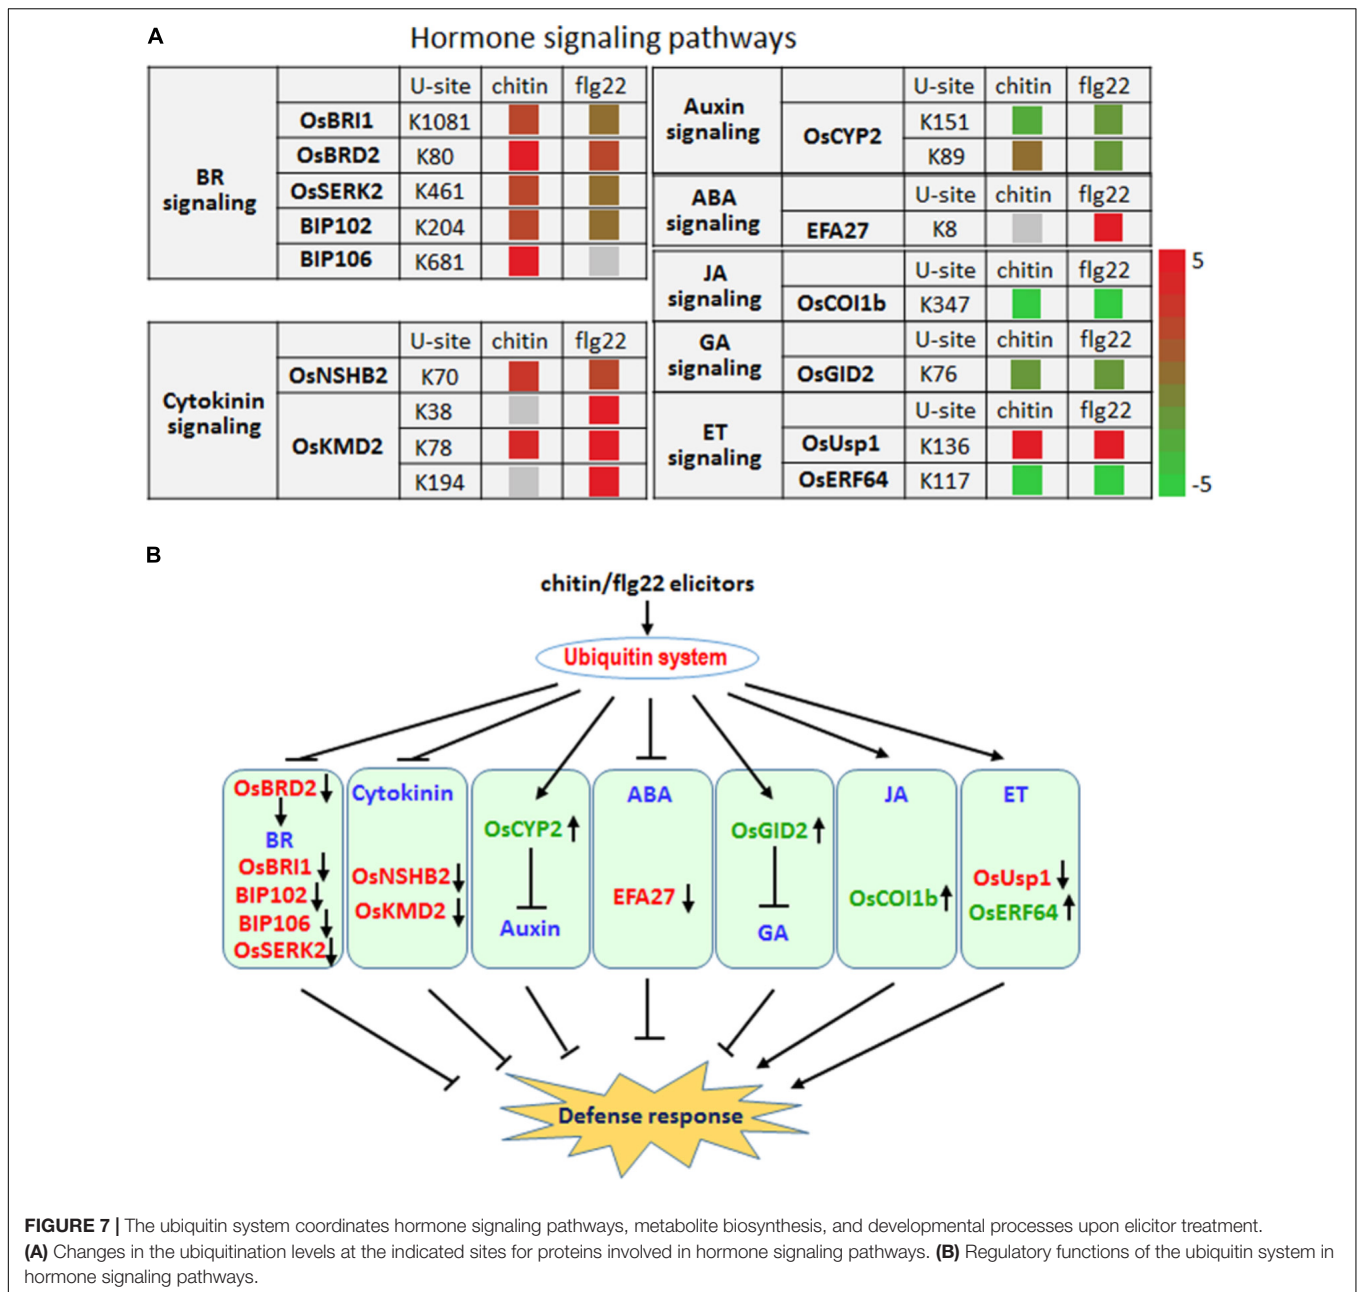 A
Hormone signaling pathways
BR signaling
U-site chitin flg22
OsBRI1 K1081
OsBRD2 K80
OsSERK2 K461
BIP102 K204
BIP106 K681
Cytokinin signaling
U-site chitin flg22
OsNSHB2 K70
OsKMD2 K38
K78
K194
Auxin signaling
U-site chitin flg22
OsCYP2 K151
K89
ABA signaling
U-site chitin flg22
EFA27 K8
JA signaling
U-site chitin flg22
OsCOI1b K347
GA signaling
U-site chitin flg22
OsGID2 K76
ET signaling
U-site chitin flg22
OsUsp1 K136
OsERF64 K117
5
-5
B
chitin/flg22 elicitors
Ubiquitin system
OsBRD2
BR
OsBRI1
BIP102
BIP106
OsSERK2
Cytokinin
OsNSHB2
OsKMD2
OsCYP2
Auxin
ABA
EFA27
OsGID2
GA
JA
OsCOI1b
ET
OsUsp1
OsERF64
Defense response
FIGURE 7 | The ubiquitin system coordinates hormone signaling pathways, metabolite biosynthesis, and developmental processes upon elicitor treatment.
(A) Changes in the ubiquitination levels at the indicated sites for proteins involved in hormone signaling pathways. (B) Regulatory functions of the ubiquitin system in
hormone signaling pathways.